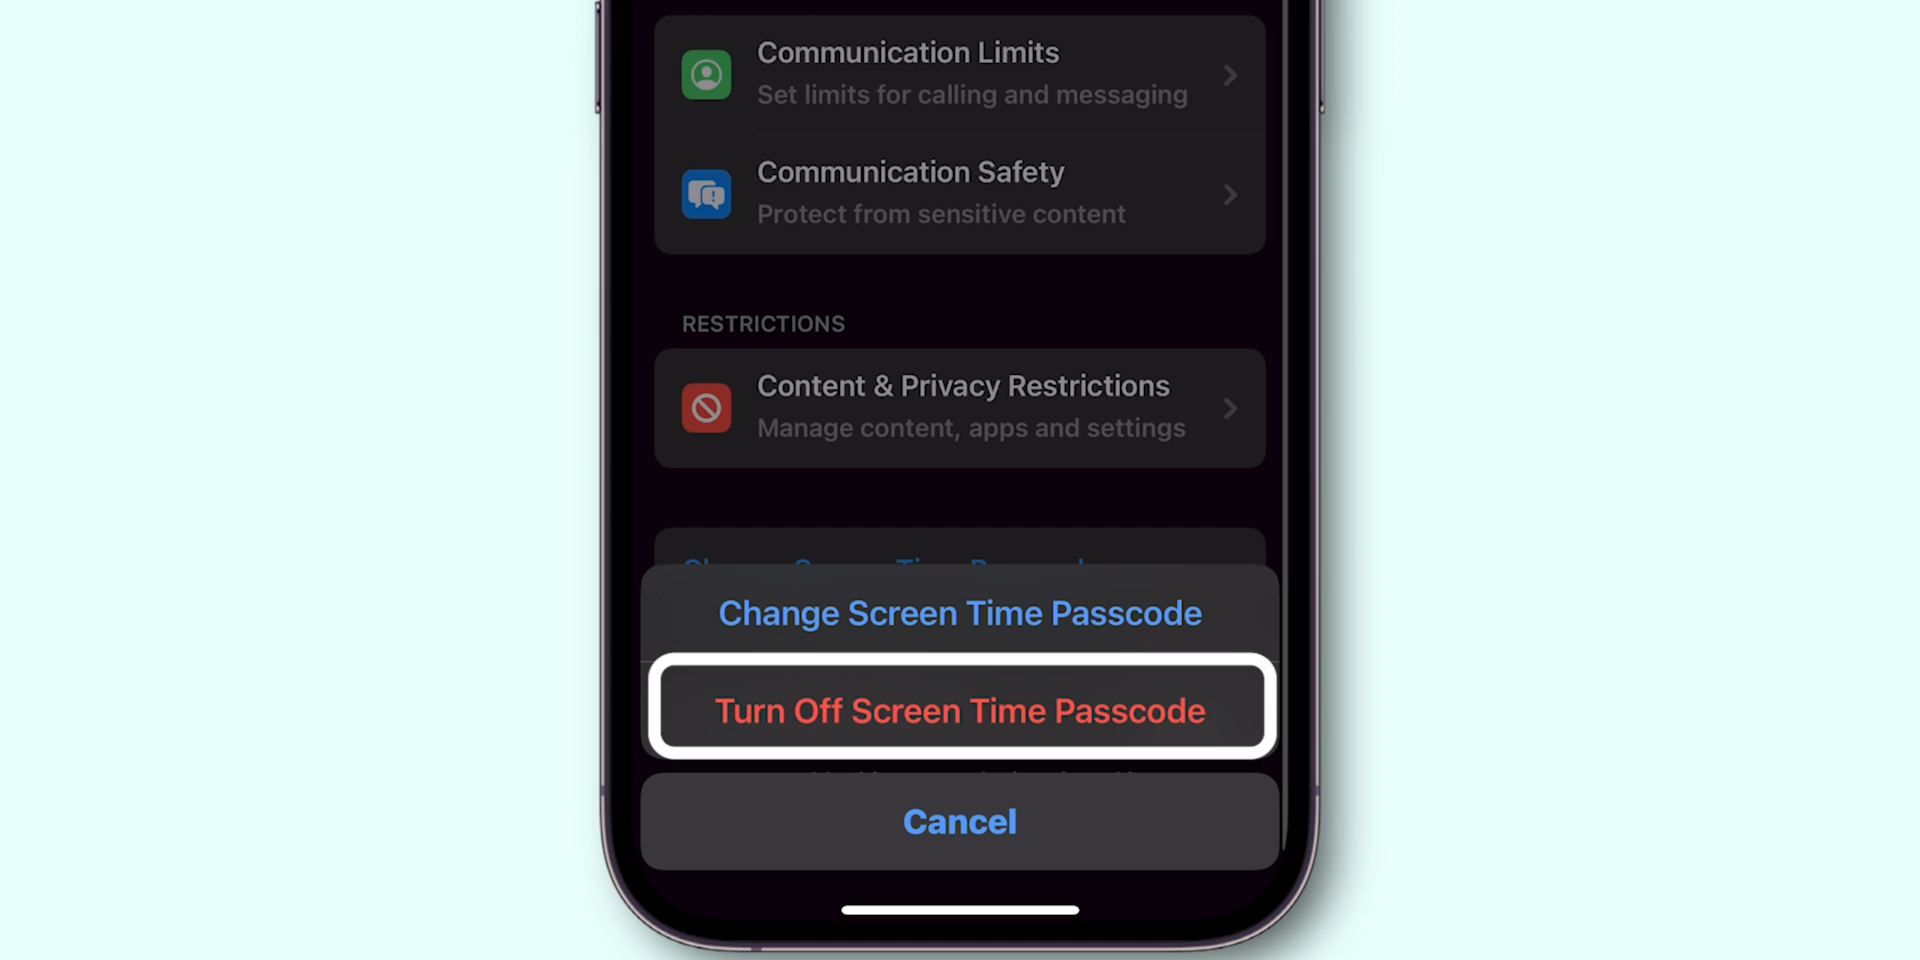 Communication Limits
Set limits for calling and messaging
Communication Safety
Protect from sensitive content
RESTRICTIONS
Content & Privacy Restrictions
Manage content, apps and settings
Change Screen Time Passcode
Turn Off Screen Time Passcode
Cancel